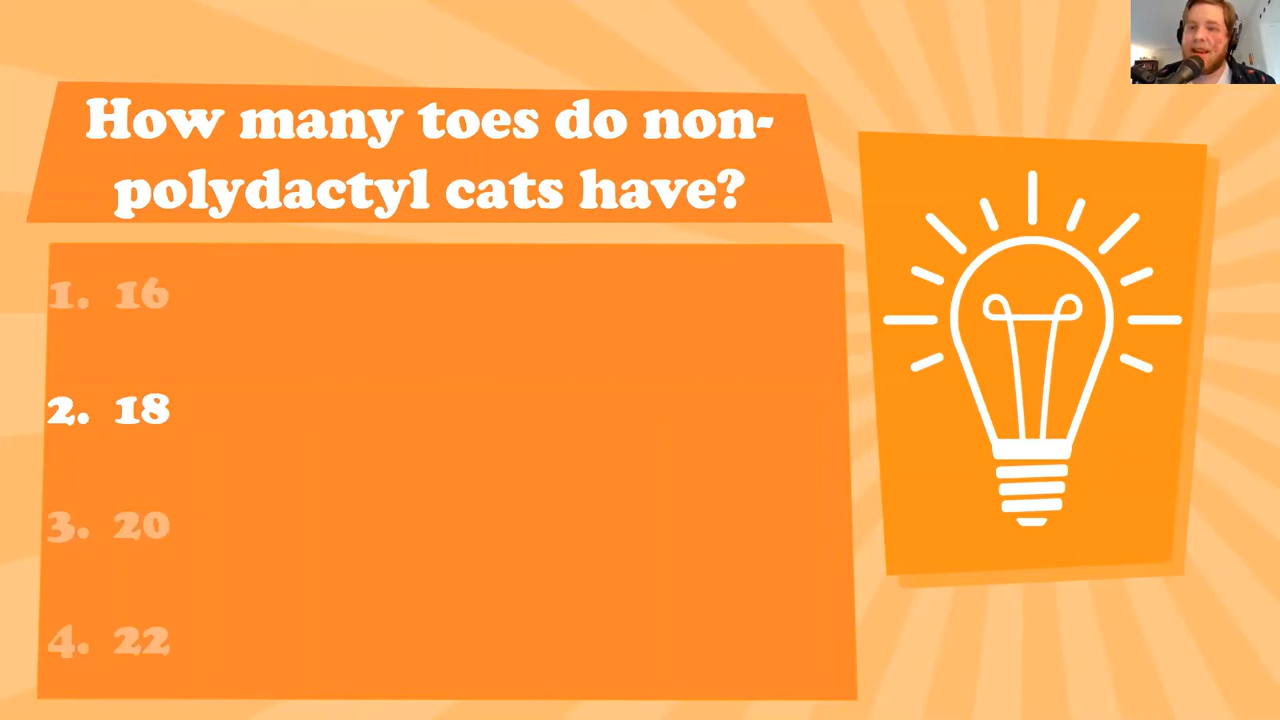 How many toes do non-
polydactyl cats have?
1. 16
2. 18
3. 20
4. 22